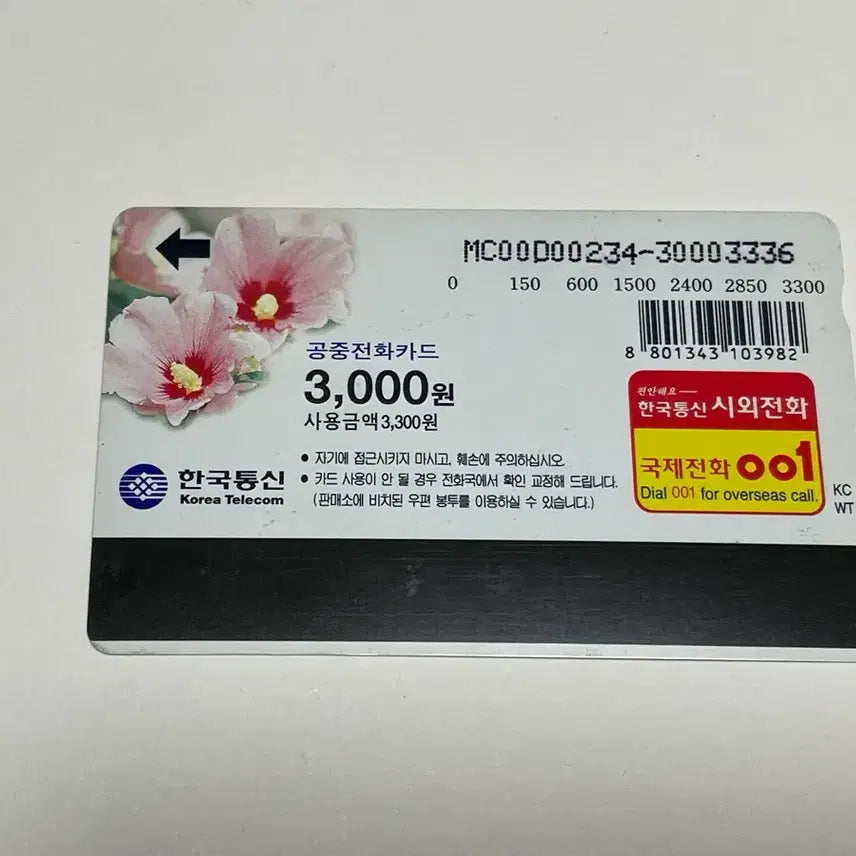 MC00D00234-30003336
0 150 600 1500 2400 2850 3300
8 801343 103982
공중전화카드
3,000원
사용금액 3,300원
편안해요
한국통신 시외전화
국제전화 001
Dial 001 for overseas call.
한국통신
Korea Telecom
• 자기에 접근시키지 마시고, 훼손에 주의하십시오.
• 카드 사용이 안 될 경우 전화국에서 확인 교정해 드립니다.
(판매소에 비치된 우편 봉투를 이용하실 수 있습니다.)
KC
WT